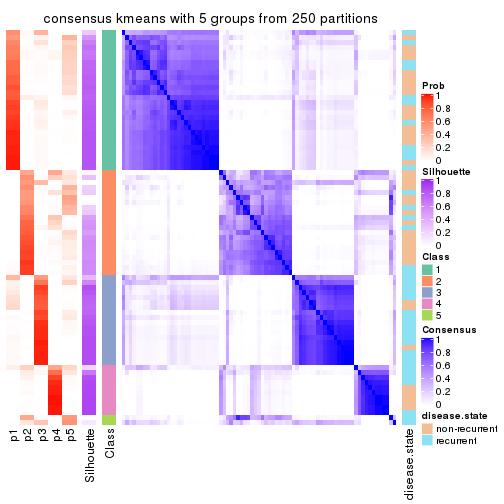 consensus kmeans with 5 groups from 250 partitions
Prob
1
0.8
0.6
0.4
0.2
0
Silhouette
1
0.8
0.6
0.4
0.2
0
Class
1
2
3
4
5
Consensus
1
0.8
0.6
0.4
0.2
0
disease.state
non-recurrent
recurrent
p1
p2
p3
p4
p5
Silhouette
Class
disease.state